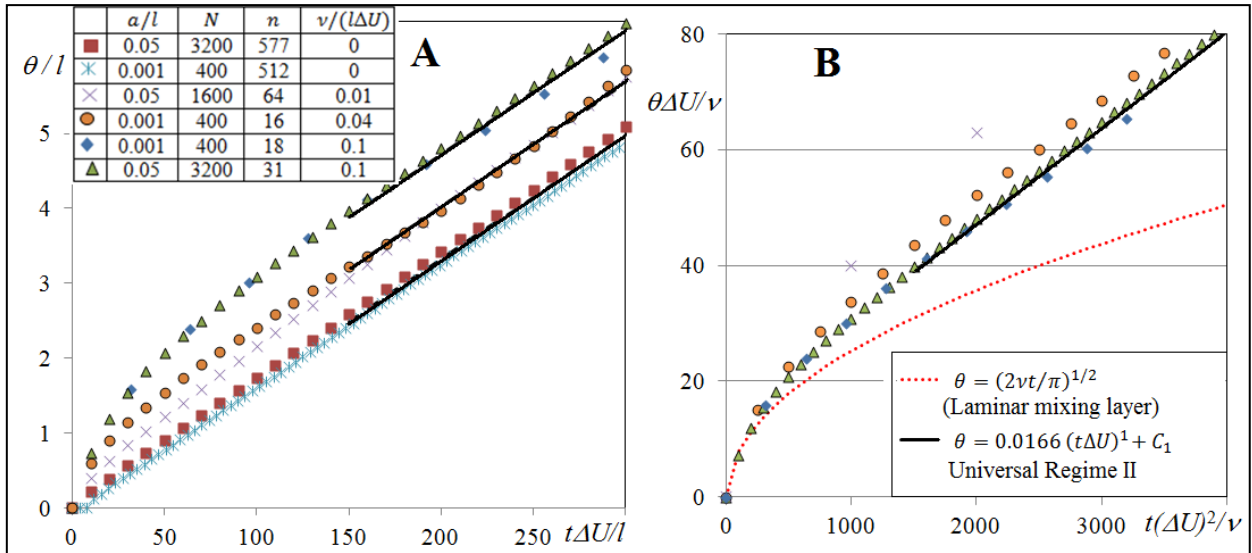 a/l N n ν/(lΔU)
0.05 3200 577 0
0.001 400 512 0
0.05 1600 64 0.01
0.001 400 16 0.04
0.001 400 18 0.1
0.05 3200 31 0.1
A
θ/l
5
4
3
2
1
0
0 50 100 150 200 250
tΔU/l
B
θΔU/ν
80
60
40
20
0
0 1000 2000 3000
t(ΔU)²/ν
θ = (2νt/π)^{1/2}
(Laminar mixing layer)
θ = 0.0166 (tΔU)¹ + C₁
Universal Regime II